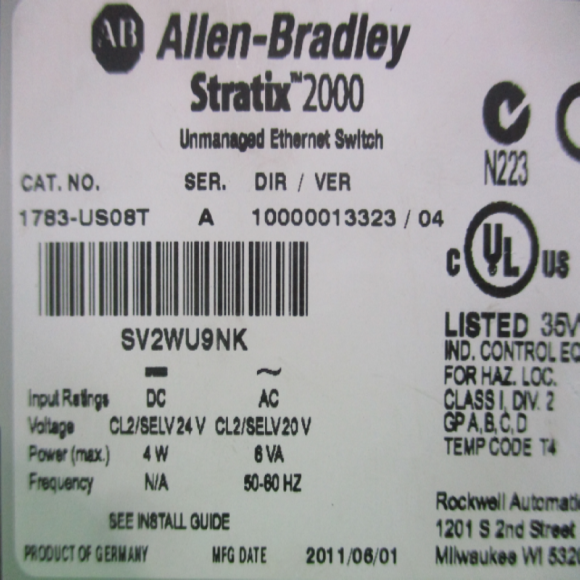 AB Allen-Bradley
Stratix™2000
Unmanaged Ethernet Switch
N223
CAT. NO. SER. DIR / VER
1783-US08T A 10000013323 / 04
C UL US
SV2WU9NK
LISTED 35V
IND. CONTROL EQ
FOR HAZ. LOC.
CLASS I, DIV. 2
GP A, B, C, D
TEMP CODE T4
Input Ratings DC AC
Voltage CL2/SELV 24 V CL2/SELV 20 V
Power (max.) 4 W 6 VA
Frequency N/A 50-60 HZ
SEE INSTALL GUIDE
Rockwell Automati
1201 S 2nd Street
Milwaukee WI 532
PRODUCT OF GERMANY MFG DATE 2011/06/01